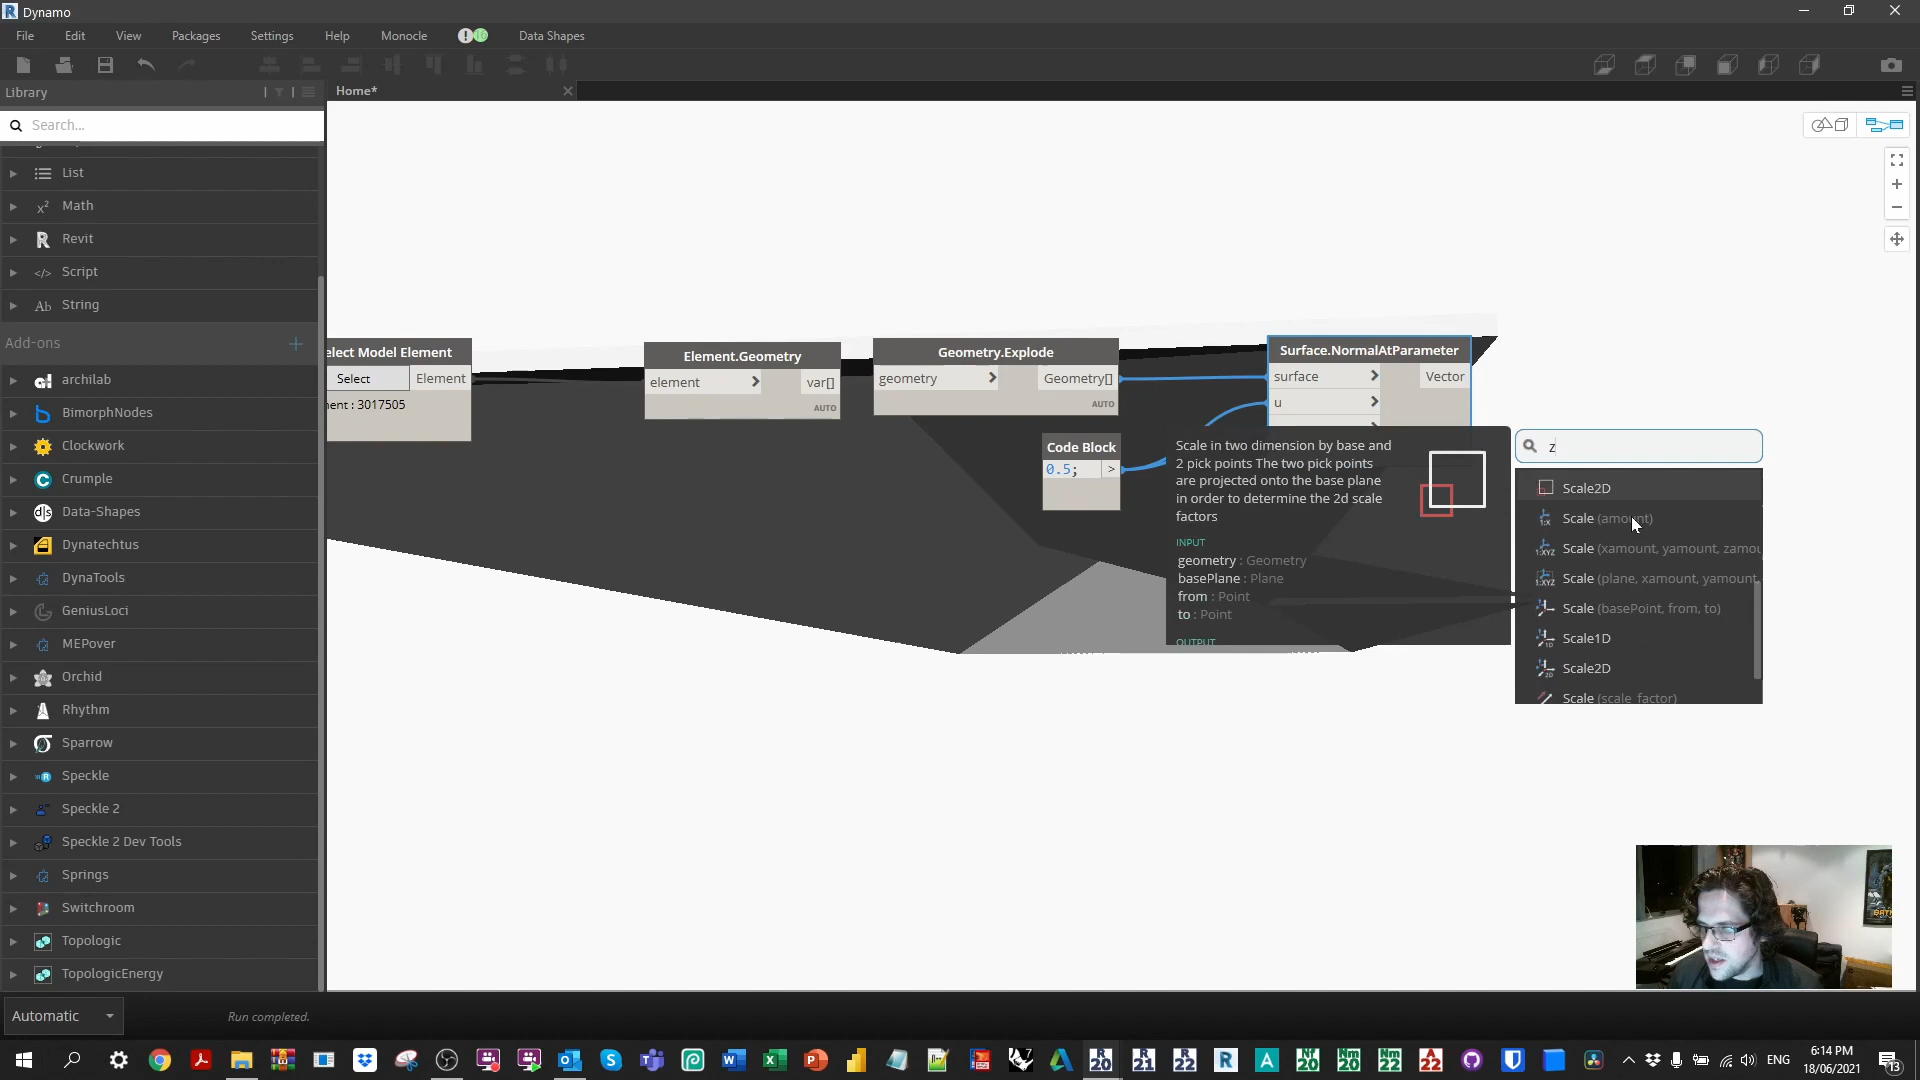 Dynamo
File Edit View Packages Settings Help Monocle Data Shapes
Library
Home*
Search...
List
Math
Revit
Script
String
Add-ons
archilab
BimorphNodes
Clockwork
Crumple
Data-Shapes
Dynatechtus
DynaTools
GeniusLoci
MEPover
Orchid
Rhythm
Sparrow
Speckle
Speckle 2
Speckle 2 Dev Tools
Springs
Switchroom
Topologic
TopologicEnergy
elect Model Element
Select Element
ent : 3017505
Element.Geometry
element > var[]
AUTO
Geometry.Explode
geometry > Geometry[]
AUTO
Code Block
0.5; >
Surface.NormalAtParameter
surface > Vector
u >
Scale in two dimension by base and
2 pick points The two pick points
are projected onto the base plane
in order to determine the 2d scale
factors
INPUT
geometry : Geometry
basePlane : Plane
from : Point
to : Point
OUTPUT
z
Scale2D
Scale (amount)
Scale (xamount, yamount, zamou
Scale (plane, xamount, yamount,
Scale (basePoint, from, to)
Scale1D
Scale2D
Scale (scale_factor)
Automatic
Run completed.
ENG
6:14 PM
18/06/2021
13